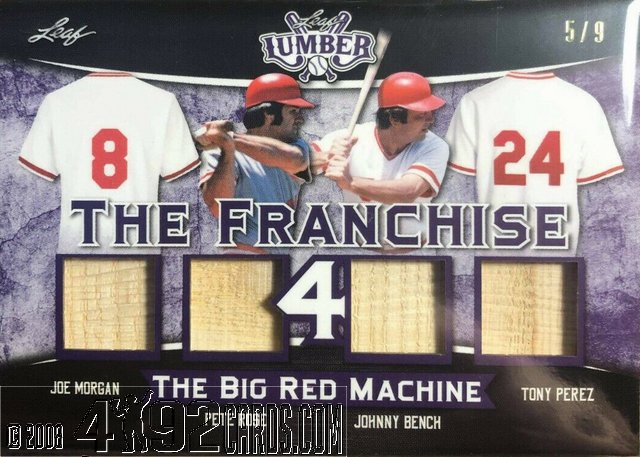 Leaf
Leaf
LUMBER
5/9
8
24
THE FRANCHISE
4
JOE MORGAN
THE BIG RED MACHINE
TONY PEREZ
PETE ROSE
JOHNNY BENCH
© 2008
4192CARDS.COM